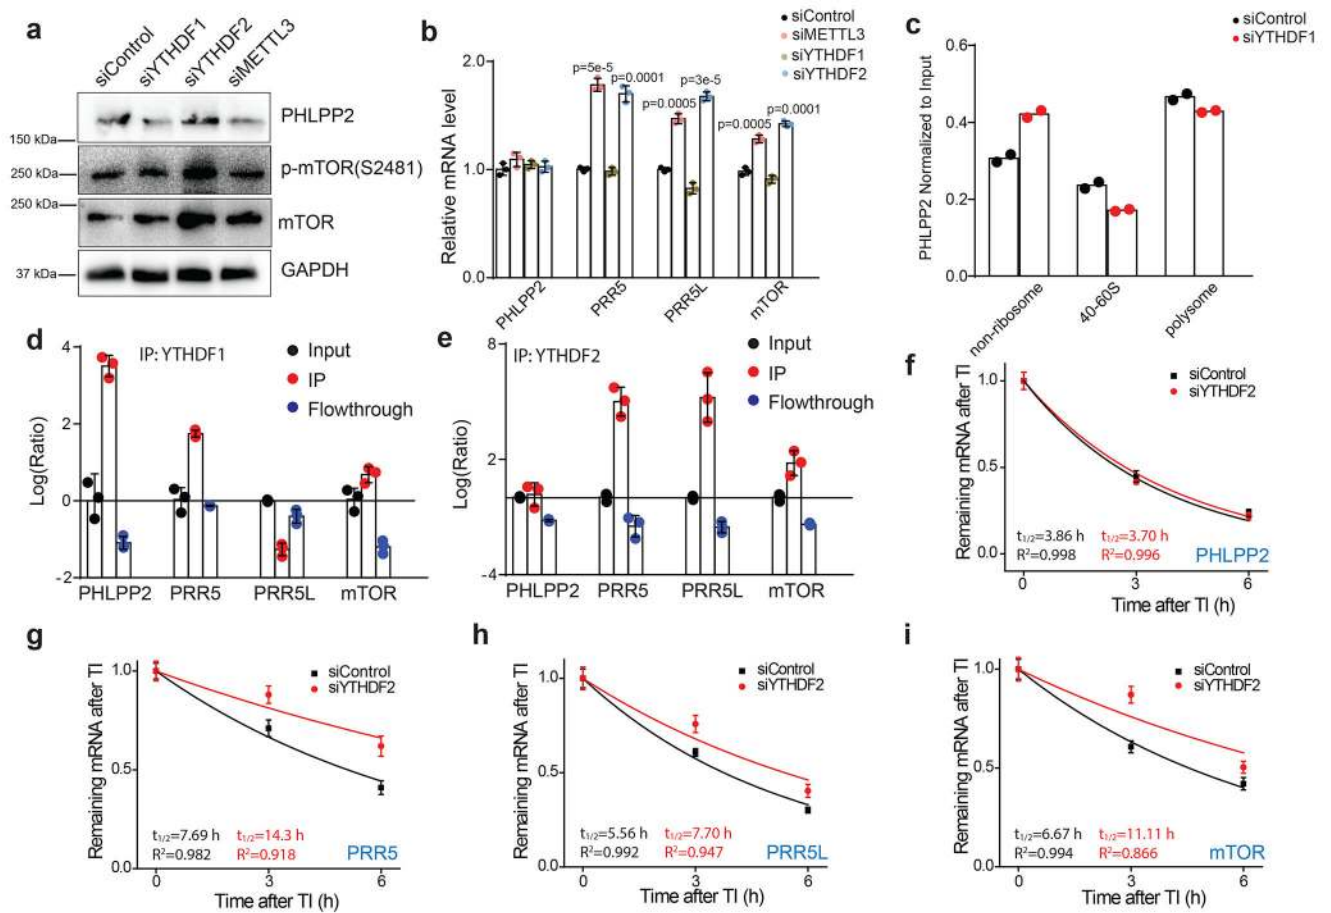 a
siControl
siYTHDF1
siYTHDF2
siMETTL3
PHLPP2
150 kDa
p-mTOR(S2481)
250 kDa
250 kDa
mTOR
37 kDa
GAPDH
b
siControl
siMETTL3
siYTHDF1
siYTHDF2
Relative mRNA level
2.0
1.0
0.0
p=5e-5
p=0.0001
p=0.0005
p=3e-5
p=0.0005
p=0.0001
PHLPP2
PRR5
PRR5L
mTOR
c
siControl
siYTHDF1
PHLPP2 Normalized to Input
0.6
0.4
0.2
0.0
non-ribosome
40-60S
polysome
d
IP: YTHDF1
Input
IP
Flowthrough
Log(Ratio)
4
2
0
-2
PHLPP2
PRR5
PRR5L
mTOR
e
IP: YTHDF2
Input
IP
Flowthrough
Log(Ratio)
8
2
-4
PHLPP2
PRR5
PRR5L
mTOR
f
siControl
siYTHDF2
Remaining mRNA after TI
1.0
0.5
0.0
t1/2=3.86 h t1/2=3.70 h
R²=0.998 R²=0.996
PHLPP2
0 3 6
Time after TI (h)
g
siControl
siYTHDF2
Remaining mRNA after TI
1.0
0.5
0.0
t1/2=7.69 h t1/2=14.3 h
R²=0.982 R²=0.918
PRR5
0 3 6
Time after TI (h)
h
siControl
siYTHDF2
Remaining mRNA after TI
1.0
0.5
0.0
t1/2=5.56 h t1/2=7.70 h
R²=0.992 R²=0.947
PRR5L
0 3 6
Time after TI (h)
i
siControl
siYTHDF2
Remaining mRNA after TI
1.0
0.5
0.0
t1/2=6.67 h t1/2=11.11 h
R²=0.994 R²=0.866
mTOR
0 3 6
Time after TI (h)